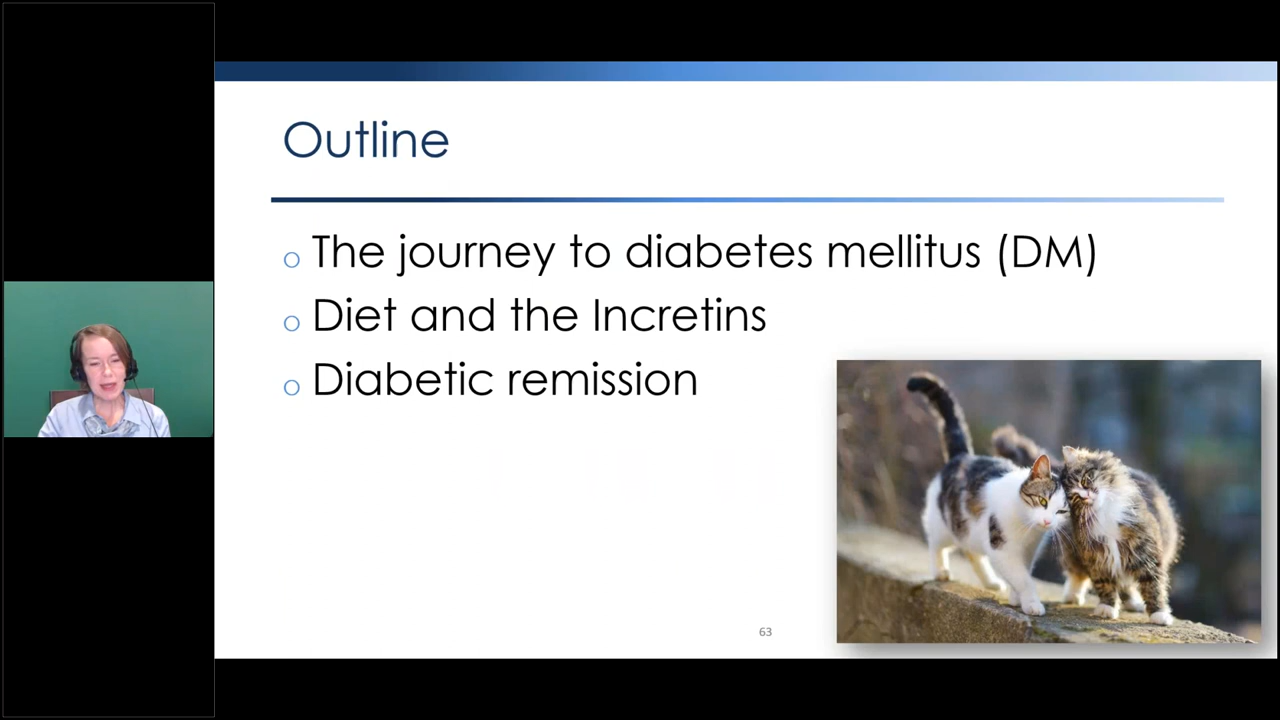 Outline
o The journey to diabetes mellitus (DM)
o Diet and the Incretins
o Diabetic remission
63